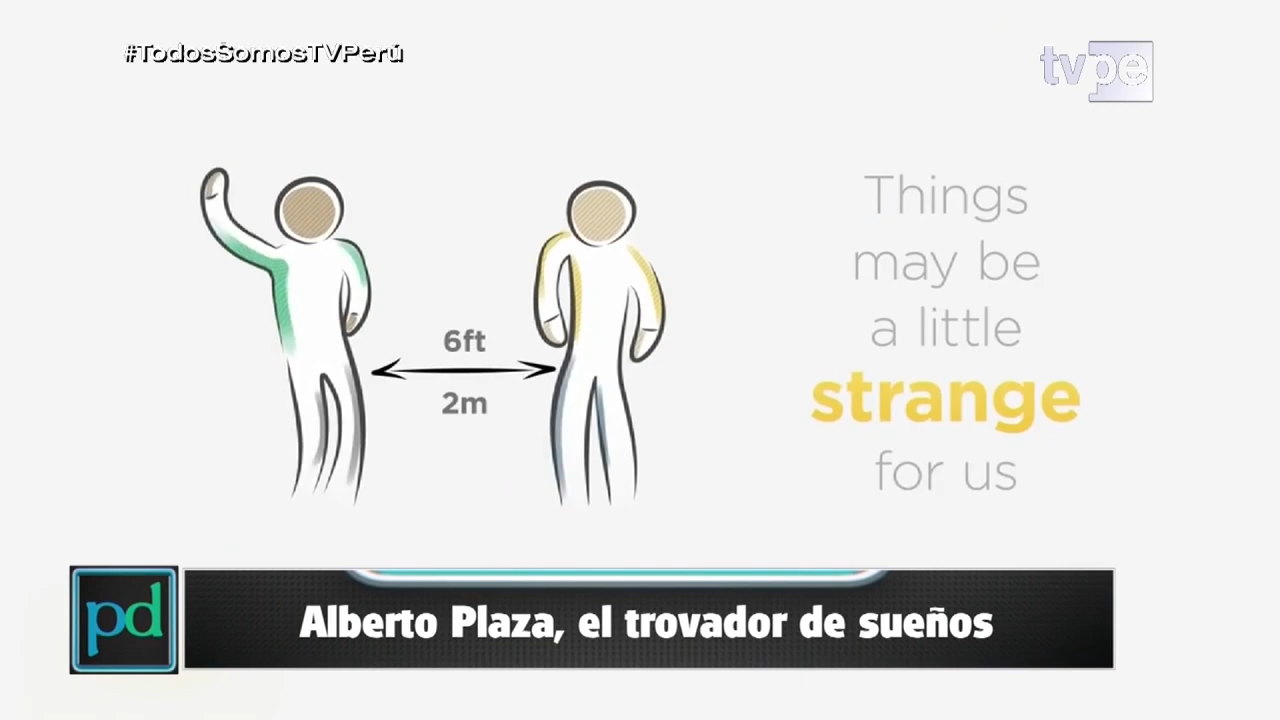 #TodosSomosTVPerú
tvpe
Things
may be
a little
strange
for us
6ft
2m
pd
Alberto Plaza, el trovador de sueños